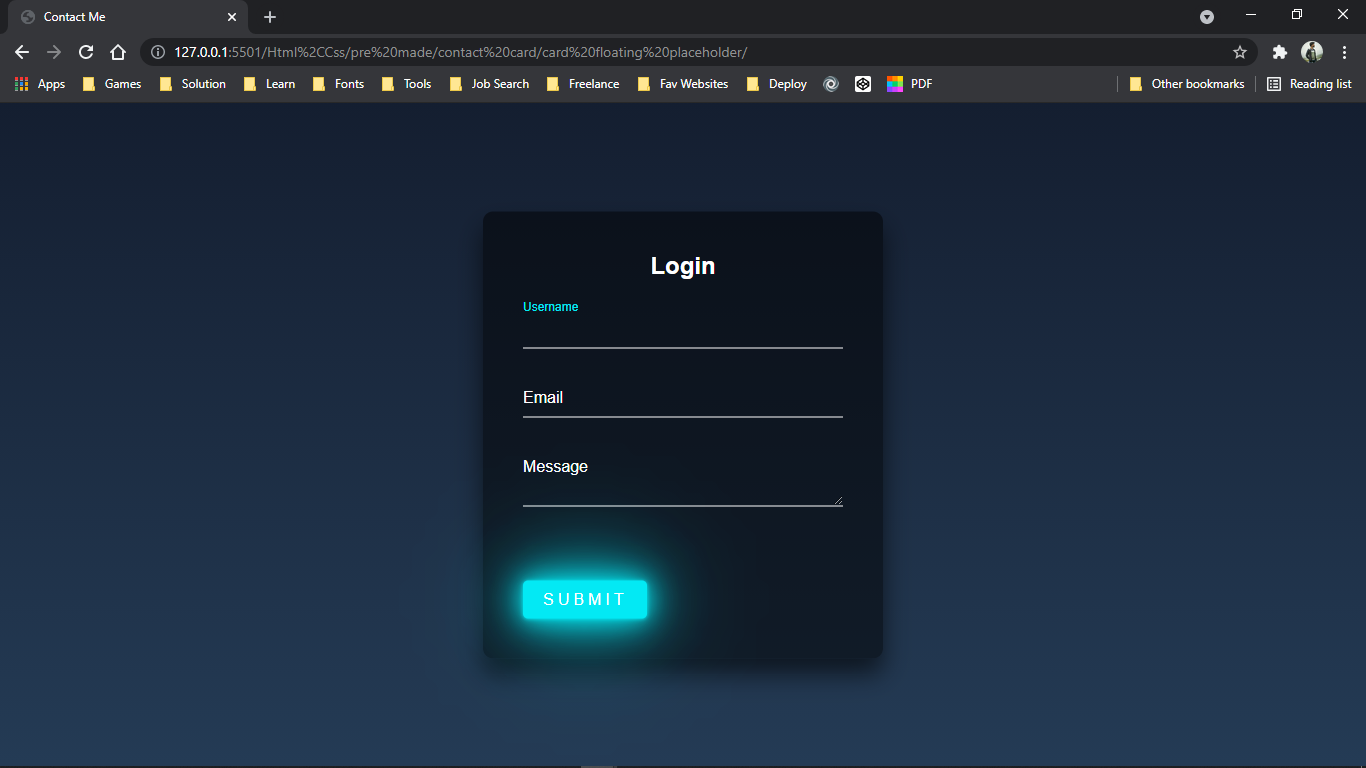 Contact Me
127.0.0.1:5501/Html%2CCss/pre%20made/contact%20card/card%20floating%20placeholder/
Apps Games Solution Learn Fonts Tools Job Search Freelance Fav Websites Deploy PDF Other bookmarks Reading list
Login
Username
Email
Message
SUBMIT